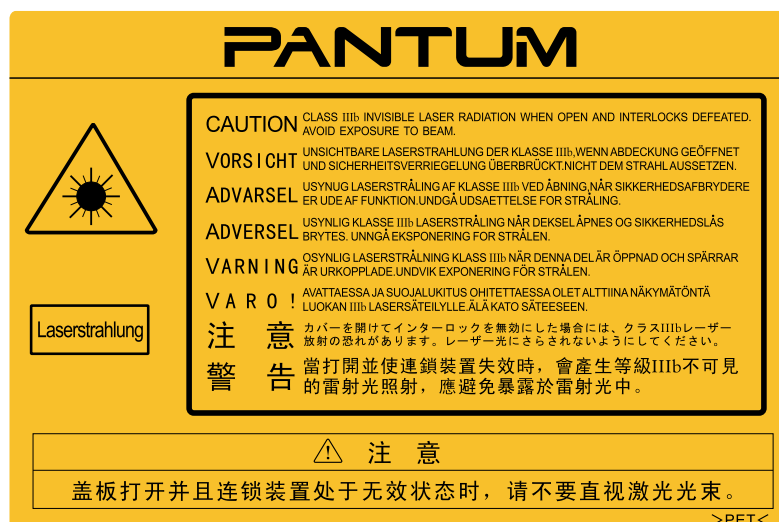 PANTUM
CAUTION CLASS IIIb INVISIBLE LASER RADIATION WHEN OPEN AND INTERLOCKS DEFEATED.
AVOID EXPOSURE TO BEAM.
VORSICHT UNSICHTBARE LASERSTRAHLUNG DER KLASSE IIIb,WENN ABDECKUNG GEÖFFNET
UND SICHERHEITSVERRIEGELUNG ÜBERBRÜCKT.NICHT DEM STRAHL AUSSETZEN.
ADVARSEL USYNUG LASERSTRÅLING AF KLASSE IIIb VED ÅBNING,NÅR SIKKERHEDSAFBRYDERE
ER UDE AF FUNKTION.UNDGÅ UDSAETTELSE FOR STRÅLING.
ADVERSEL USYNLIG KLASSE IIIb LASERSTRÅLING NÅR DEKSEL ÅPNES OG SIKKERHEDSLÅS
BRYTES. UNNGÅ EKSPONERING FOR STRÅLEN.
VARNING OSYNLIG LASERSTRÅLNING KLASS IIIb NÄR DENNA DEL ÄR ÖPPNAD OCH SPÄRRAR
ÄR URKOPPLADE.UNDVIK EXPONERING FÖR STRÅLEN.
VARO! AVATTAESSA JA SUOJALUKITUS OHITETTAESSA OLET ALTTIINA NÄKYMÄTÖNTÄ
LUOKAN IIIb LASERSÄTEILYLLE.ÄLÄ KATO SÄTEESEEN.
Laserstrahlung
注 意 カバーを開けてインターロックを無効にした場合には、クラスIIIbレーザー
放射の恐れがあります。レーザー光にさらされないようにしてください。
警 告 當打開並使連鎖裝置失效時，會產生等級IIIb不可見
的雷射光照射，應避免暴露於雷射光中。
注 意
盖板打开并且连锁装置处于无效状态时，请不要直视激光光束。
>PET<